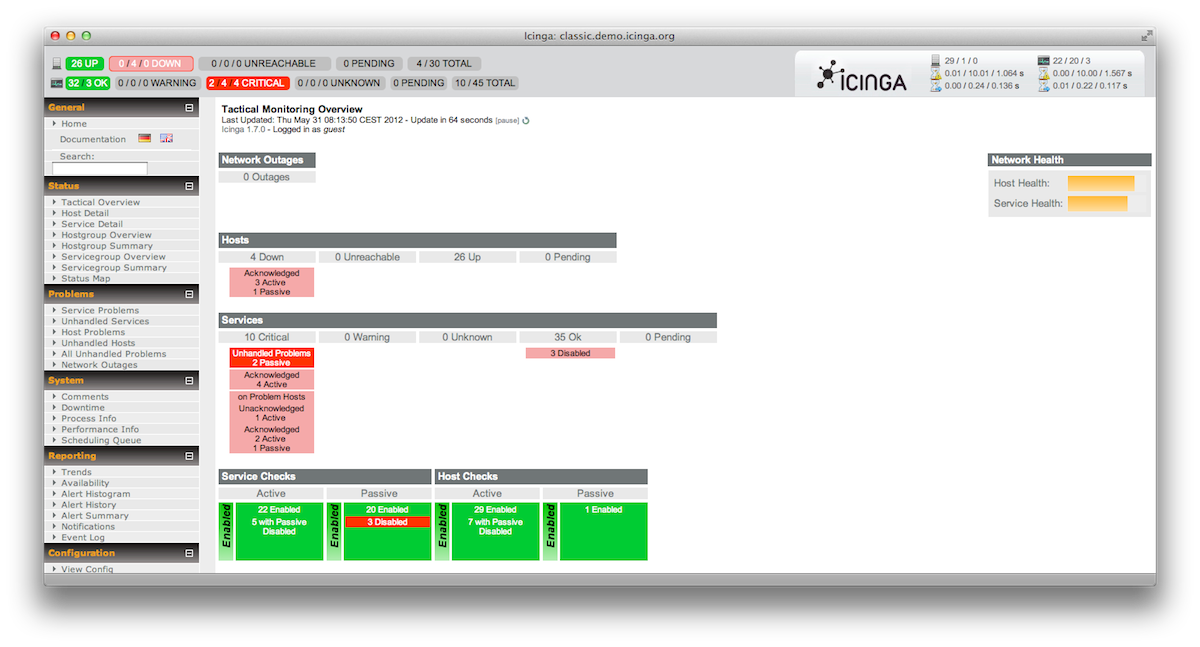 Icinga: classic.demo.icinga.org
26 UP 0 / 4 / 0 DOWN 0 / 0 / 0 UNREACHABLE 0 PENDING 4 / 30 TOTAL
32 / 3 OK 0 / 0 / 0 WARNING 2 / 4 / 4 CRITICAL 0 / 0 / 0 UNKNOWN 0 PENDING 10 / 45 TOTAL
ICINGA
29 / 1 / 0
0.01 / 10.01 / 1.064 s
0.00 / 0.24 / 0.136 s
22 / 20 / 3
0.00 / 10.00 / 1.567 s
0.01 / 0.22 / 0.117 s
General
Home
Documentation
Search:
Status
Tactical Overview
Host Detail
Service Detail
Hostgroup Overview
Hostgroup Summary
Servicegroup Overview
Servicegroup Summary
Status Map
Problems
Service Problems
Unhandled Services
Host Problems
Unhandled Hosts
All Unhandled Problems
Network Outages
System
Comments
Downtime
Process Info
Performance Info
Scheduling Queue
Reporting
Trends
Availability
Alert Histogram
Alert History
Alert Summary
Notifications
Event Log
Configuration
View Config
Tactical Monitoring Overview
Last Updated: Thu May 31 08:13:50 CEST 2012 - Update in 64 seconds [pause]
Icinga 1.7.0 - Logged in as guest
Network Outages
0 Outages
Network Health
Host Health:
Service Health:
Hosts
4 Down 0 Unreachable 26 Up 0 Pending
Acknowledged
3 Active
1 Passive
Services
10 Critical 0 Warning 0 Unknown 35 Ok 0 Pending
Unhandled Problems
2 Passive
Acknowledged
4 Active
on Problem Hosts
Unacknowledged
1 Active
Acknowledged
2 Active
1 Passive
3 Disabled
Service Checks
Active Passive
Enabled
22 Enabled
5 with Passive
Disabled
Enabled
20 Enabled
3 Disabled
Host Checks
Active Passive
Enabled
29 Enabled
7 with Passive
Disabled
Enabled
1 Enabled